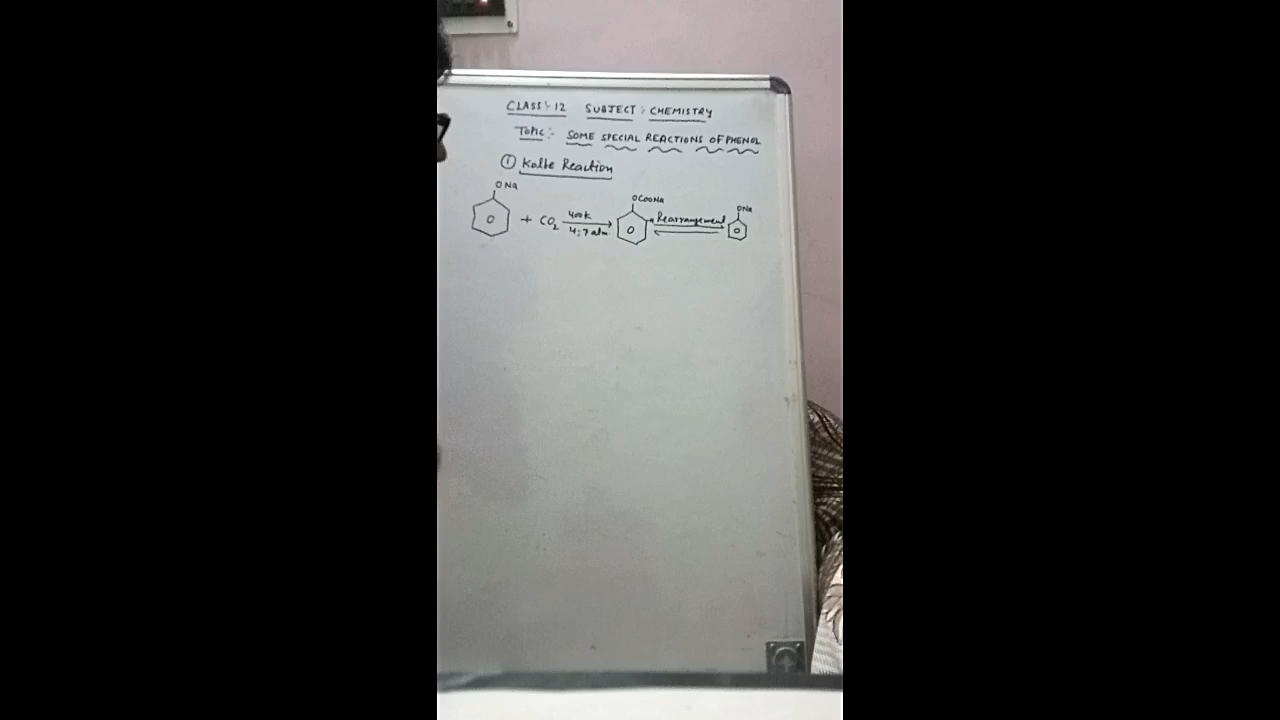 CLASS:- 12 SUBJECT :- CHEMISTRY
TOPIC:- SOME SPECIAL REACTIONS OF PHENOL
① Kolbe Reaction
ONa + CO2 400k 4-7 atm OCOONa H Rearrangement ONa